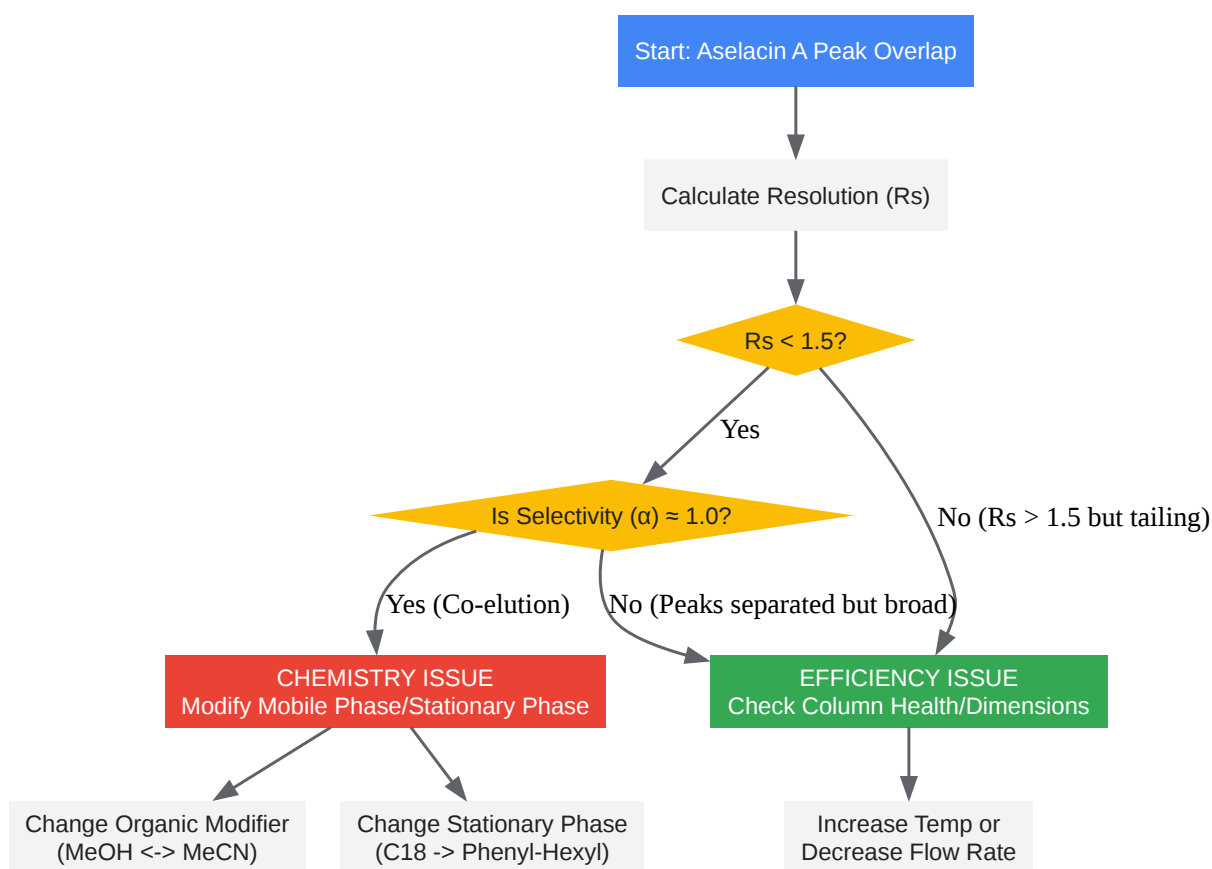 Start: Aselacin A Peak Overlap
Calculate Resolution (Rs)
Rs < 1.5?
Yes
Is Selectivity (α) ≈ 1.0?
No (Rs > 1.5 but tailing)
Yes (Co-elution)
No (Peaks separated but broad)
CHEMISTRY ISSUE
Modify Mobile Phase/Stationary Phase
EFFICIENCY ISSUE
Check Column Health/Dimensions
Change Organic Modifier
(MeOH <-> MeCN)
Change Stationary Phase
(C18 -> Phenyl-Hexyl)
Increase Temp or
Decrease Flow Rate